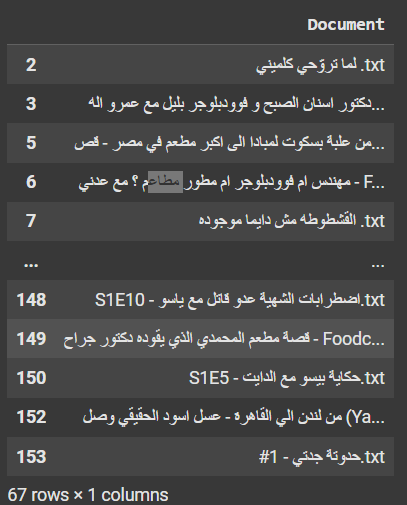 Document
2 لما تروّحي كلميني .txt
3 دكتور اسنان الصبح و فوودبلوجر بليل مع عمرو اله...
5 من علبة بسكوت لمبادا الى اكبر مطعم في مصر - قص...
6 مهندس ام فوودبلوجر ام مطور مطاعم ؟ مع عدني - F...
7 القشطوطه مش دايما موجوده .txt
... ...
148 اضطرابات الشهية عدو قاتل مع ياسو - S1E10.txt
149 قصة مطعم المحمدي الذي يقوده دكتور جراح - Foodc...
150 حكاية بيسو مع الدايت - S1E5.txt
152 من لندن الي القاهرة - عسل اسود الحقيقي وصل (Ya...
153 حدوتة جدتي - #1.txt
67 rows × 1 columns